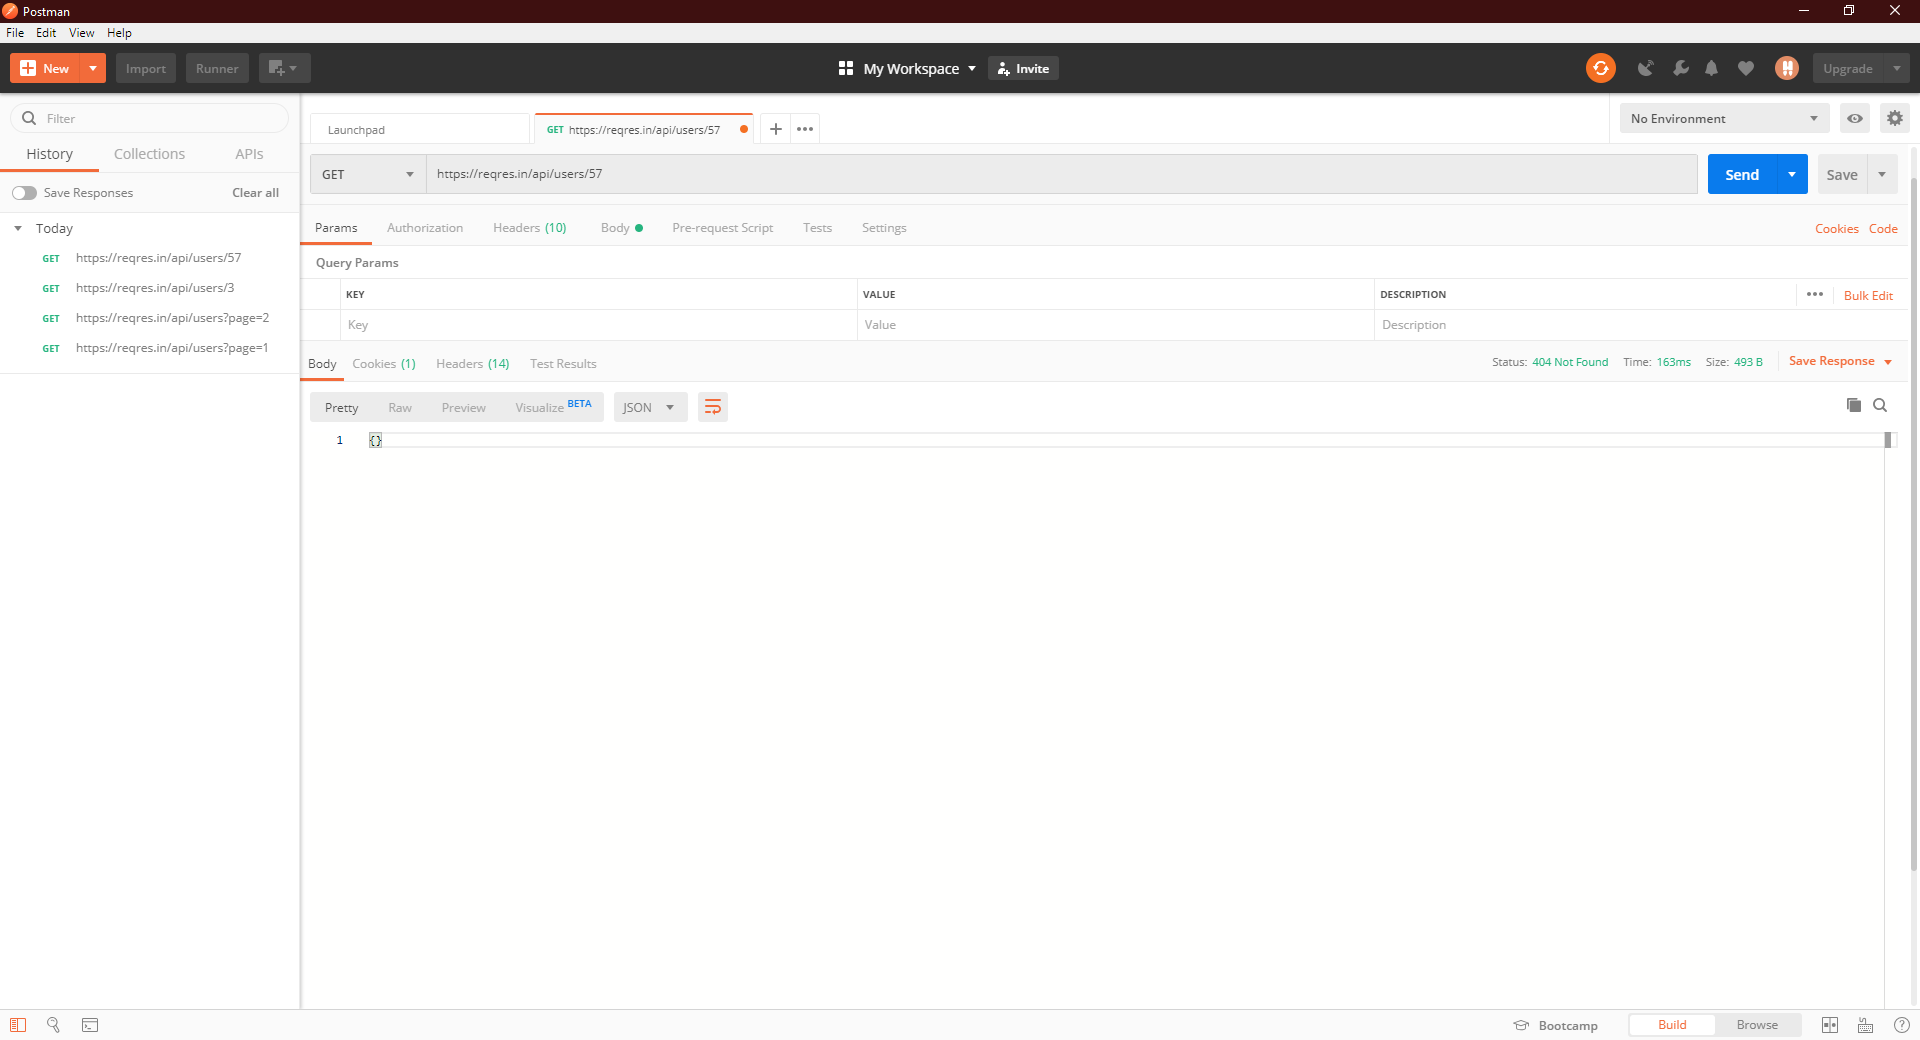 Postman
File Edit View Help
New Import Runner My Workspace Invite Upgrade
Filter
History Collections APIs
Save Responses Clear all
Today
GET https://reqres.in/api/users/57
GET https://reqres.in/api/users/3
GET https://reqres.in/api/users?page=2
GET https://reqres.in/api/users?page=1
Launchpad GET https://reqres.in/api/users/57 No Environment
GET https://reqres.in/api/users/57 Send Save
Params Authorization Headers (10) Body Pre-request Script Tests Settings Cookies Code
Query Params
KEY VALUE DESCRIPTION Bulk Edit
Key Value Description
Body Cookies (1) Headers (14) Test Results Status: 404 Not Found Time: 163ms Size: 493 B Save Response
Pretty Raw Preview Visualize BETA JSON
1 {}
Bootcamp Build Browse